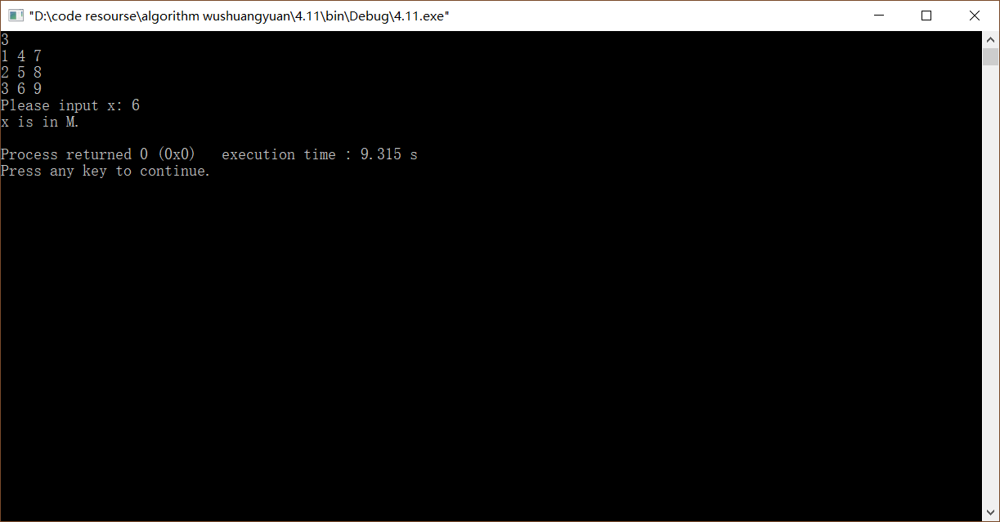 "D:\code resourse\algorithm wushuangyuan\4.11\bin\Debug\4.11.exe"
3
1 4 7
2 5 8
3 6 9
Please input x: 6
x is in M.
Process returned 0 (0x0)   execution time : 9.315 s
Press any key to continue.